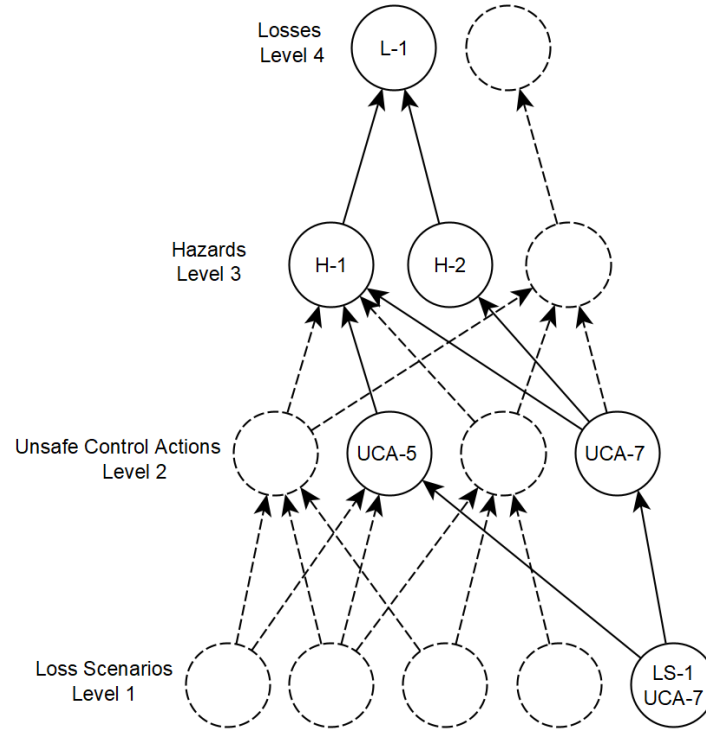 Losses
Level 4
L-1
Hazards
Level 3
H-1
H-2
Unsafe Control Actions
Level 2
UCA-5
UCA-7
Loss Scenarios
Level 1
LS-1
UCA-7